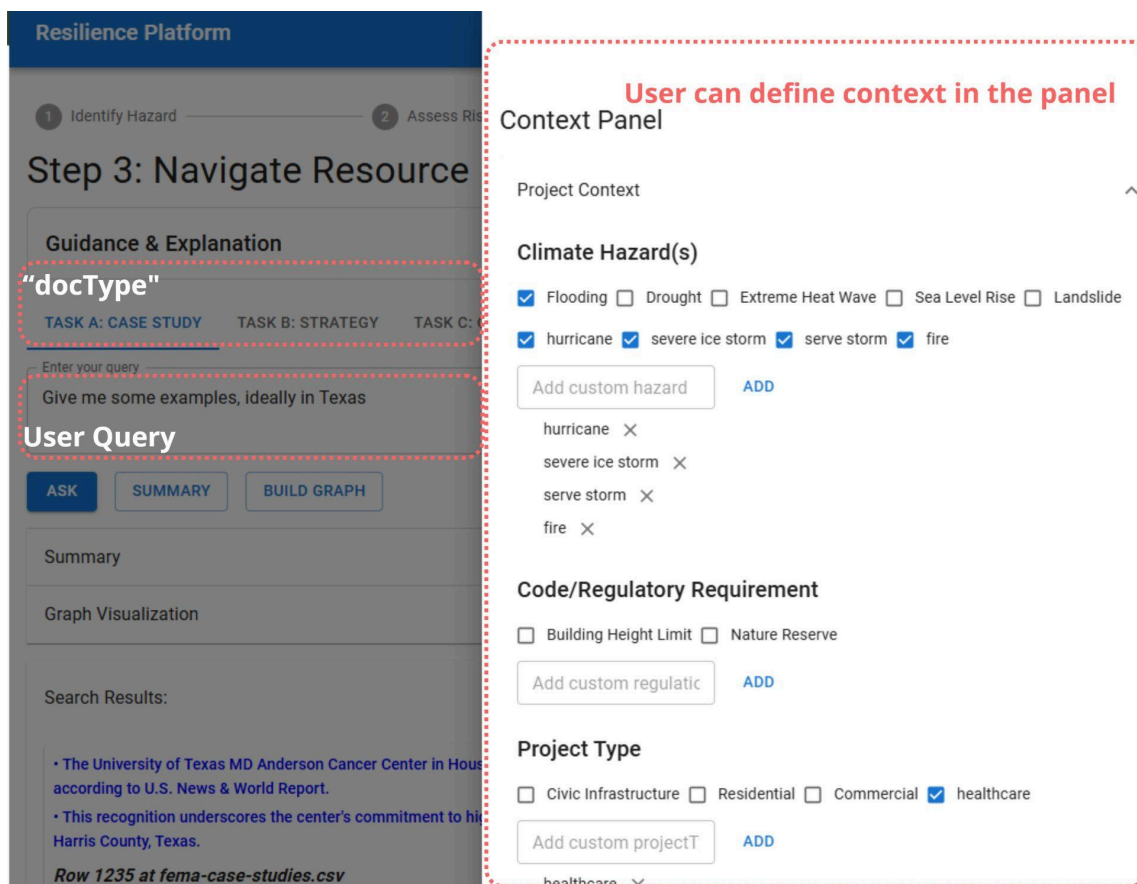 Resilience Platform
1 Identify Hazard
2 Assess Ris
Step 3: Navigate Resource
Guidance & Explanation
“docType"
TASK A: CASE STUDY TASK B: STRATEGY TASK C:
Enter your query
Give me some examples, ideally in Texas
User Query
ASK SUMMARY BUILD GRAPH
Summary
Graph Visualization
Search Results:
• The University of Texas MD Anderson Cancer Center in Hous
according to U.S. News & World Report.
• This recognition underscores the center's commitment to hig
Harris County, Texas.
Row 1235 at fema-case-studies.csv
User can define context in the panel
Context Panel
Project Context
Climate Hazard(s)
Flooding Drought Extreme Heat Wave Sea Level Rise Landslide
hurricane severe ice storm serve storm fire
Add custom hazard ADD
hurricane
severe ice storm
serve storm
fire
Code/Regulatory Requirement
Building Height Limit Nature Reserve
Add custom regulatic ADD
Project Type
Civic Infrastructure Residential Commercial healthcare
Add custom projectT ADD
healthcare